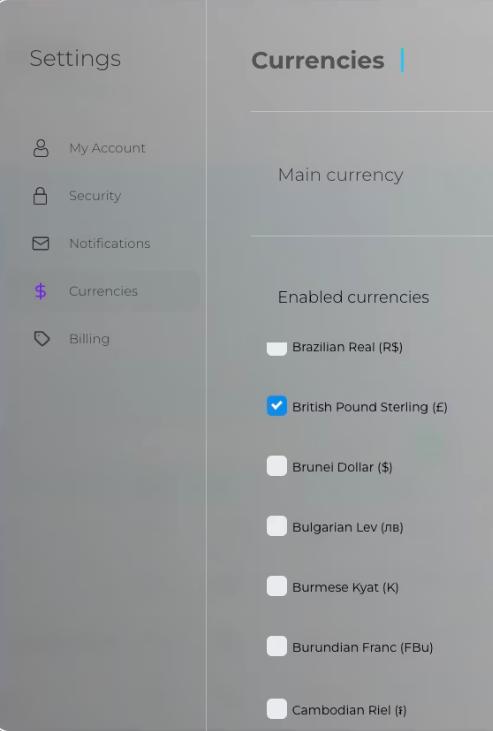 Settings
My Account
Security
Notifications
Currencies
Billing
Currencies
Main currency
Enabled currencies
Brazilian Real (R$)
British Pound Sterling (£)
Brunei Dollar ($)
Bulgarian Lev (лв)
Burmese Kyat (K)
Burundian Franc (FBu)
Cambodian Riel (៛)